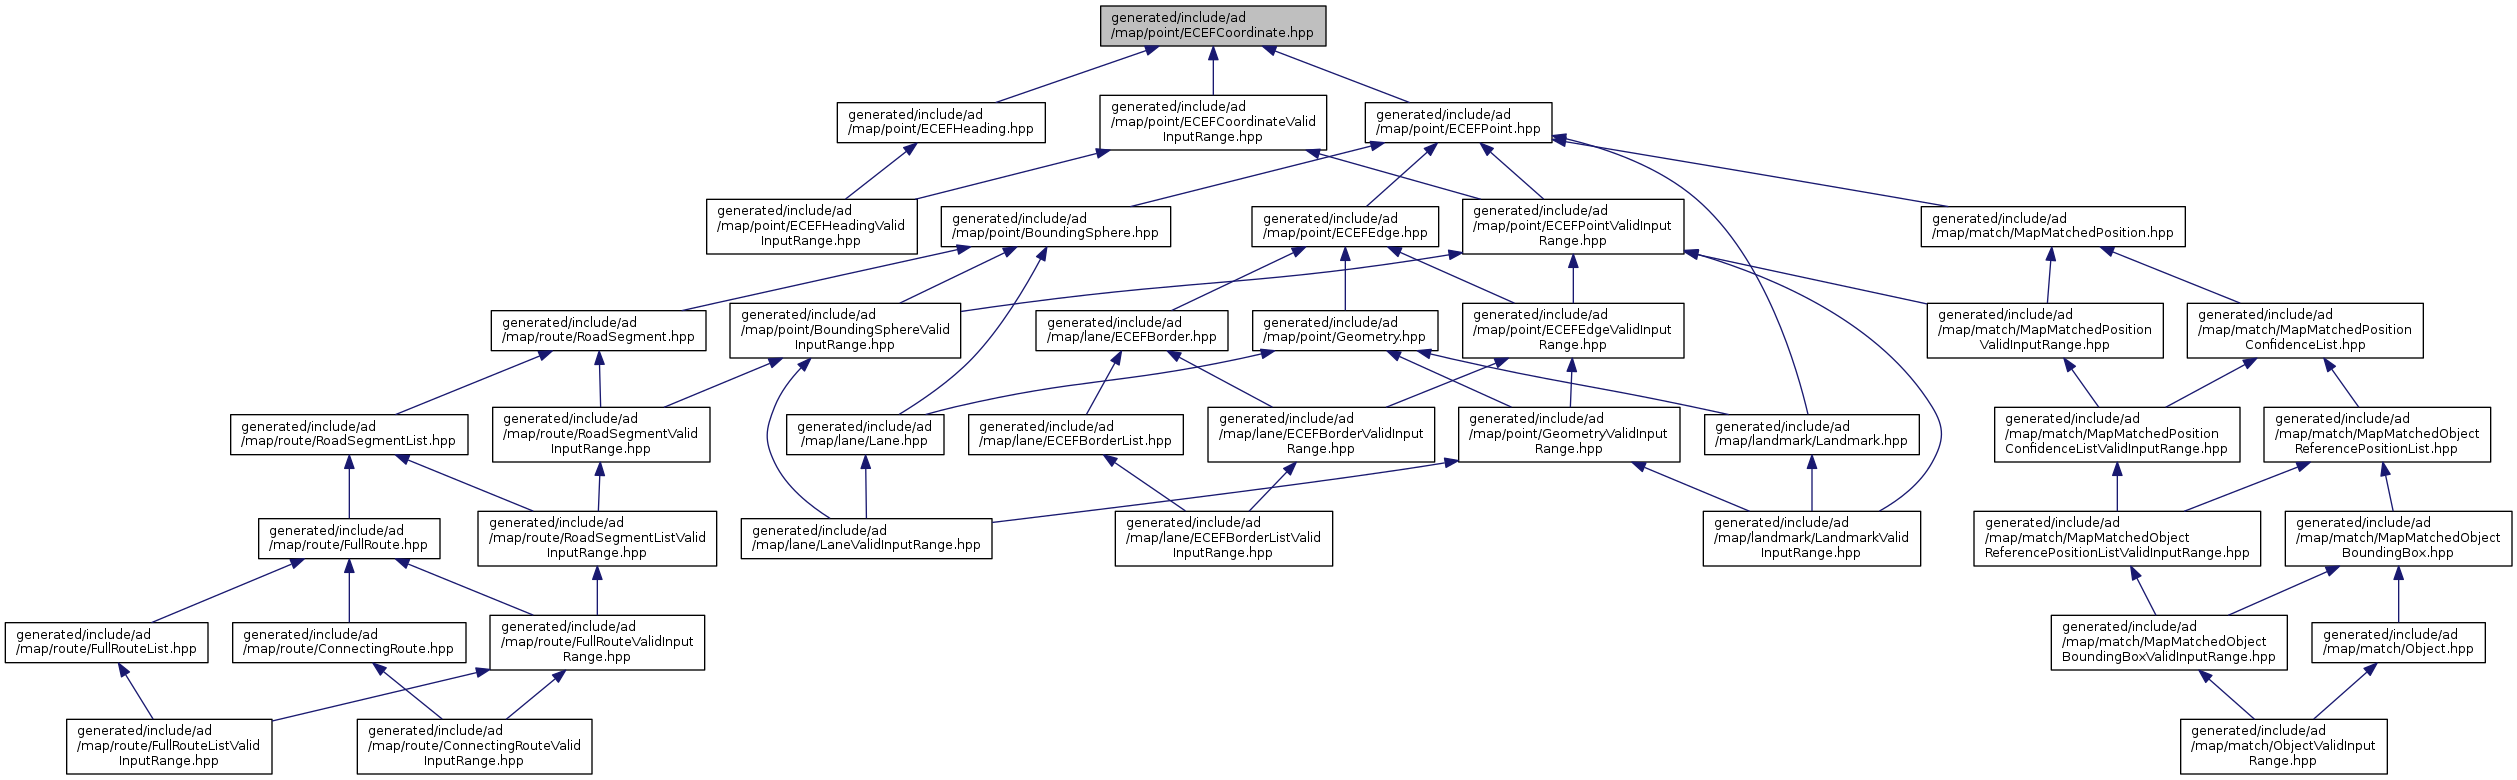 generated/include/ad
/map/point/ECEFCoordinate.hpp
generated/include/ad
/map/point/ECEFHeading.hpp
generated/include/ad
/map/point/ECEFCoordinateValid
InputRange.hpp
generated/include/ad
/map/point/ECEFPoint.hpp
generated/include/ad
/map/point/ECEFHeadingValid
InputRange.hpp
generated/include/ad
/map/point/BoundingSphere.hpp
generated/include/ad
/map/point/ECEFEdge.hpp
generated/include/ad
/map/point/ECEFPointValidInput
Range.hpp
generated/include/ad
/map/match/MapMatchedPosition.hpp
generated/include/ad
/map/route/RoadSegment.hpp
generated/include/ad
/map/point/BoundingSphereValid
InputRange.hpp
generated/include/ad
/map/lane/ECEFBorder.hpp
generated/include/ad
/map/point/Geometry.hpp
generated/include/ad
/map/point/ECEFEdgeValidInput
Range.hpp
generated/include/ad
/map/match/MapMatchedPosition
ValidInputRange.hpp
generated/include/ad
/map/match/MapMatchedPosition
ConfidenceList.hpp
generated/include/ad
/map/route/RoadSegmentList.hpp
generated/include/ad
/map/route/RoadSegmentValid
InputRange.hpp
generated/include/ad
/map/lane/Lane.hpp
generated/include/ad
/map/lane/ECEFBorderList.hpp
generated/include/ad
/map/lane/ECEFBorderValidInput
Range.hpp
generated/include/ad
/map/point/GeometryValidInput
Range.hpp
generated/include/ad
/map/landmark/Landmark.hpp
generated/include/ad
/map/match/MapMatchedPosition
ConfidenceListValidInputRange.hpp
generated/include/ad
/map/match/MapMatchedObject
ReferencePositionList.hpp
generated/include/ad
/map/route/FullRoute.hpp
generated/include/ad
/map/route/RoadSegmentListValid
InputRange.hpp
generated/include/ad
/map/lane/LaneValidInputRange.hpp
generated/include/ad
/map/lane/ECEFBorderListValid
InputRange.hpp
generated/include/ad
/map/landmark/LandmarkValid
InputRange.hpp
generated/include/ad
/map/match/MapMatchedObject
ReferencePositionListValidInputRange.hpp
generated/include/ad
/map/match/MapMatchedObject
BoundingBox.hpp
generated/include/ad
/map/route/FullRouteList.hpp
generated/include/ad
/map/route/ConnectingRoute.hpp
generated/include/ad
/map/route/FullRouteValidInput
Range.hpp
generated/include/ad
/map/match/MapMatchedObject
BoundingBoxValidInputRange.hpp
generated/include/ad
/map/match/Object.hpp
generated/include/ad
/map/route/FullRouteListValid
InputRange.hpp
generated/include/ad
/map/route/ConnectingRouteValid
InputRange.hpp
generated/include/ad
/map/match/ObjectValidInput
Range.hpp